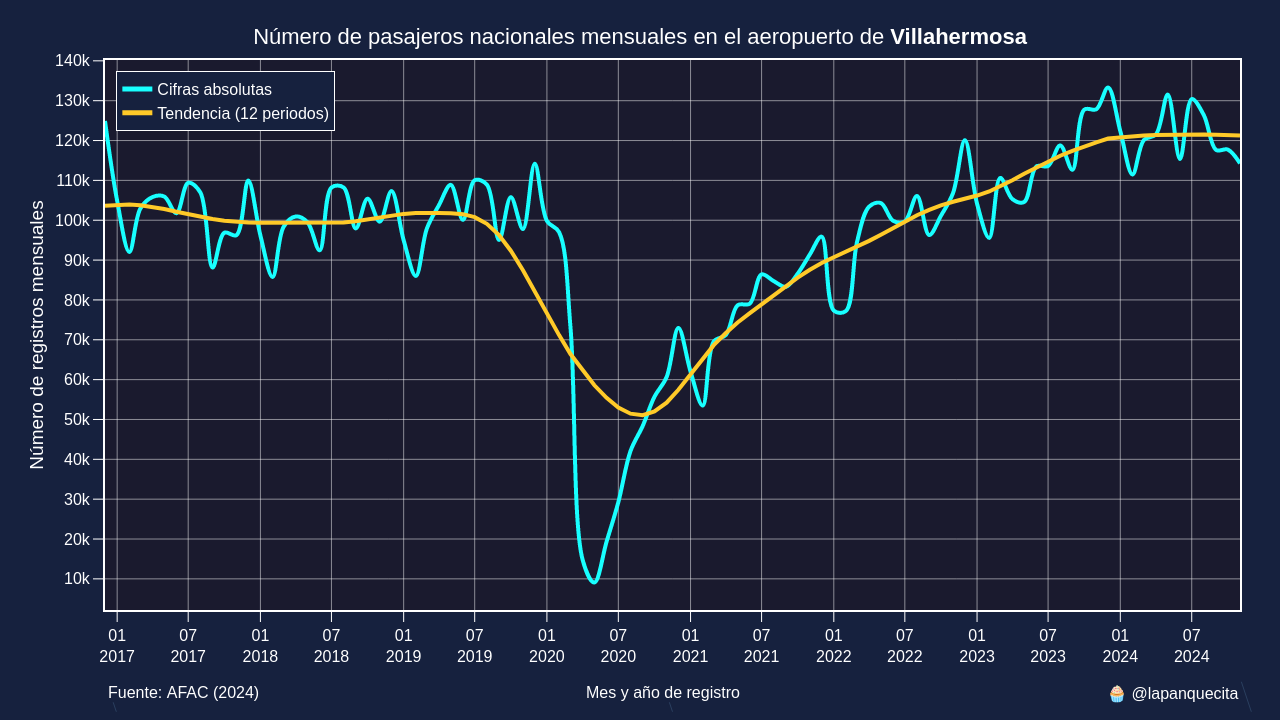 Número de pasajeros nacionales mensuales en el aeropuerto de Villahermosa
Cifras absolutas
Tendencia (12 periodos)
Número de registros mensuales
140k
130k
120k
110k
100k
90k
80k
70k
60k
50k
40k
30k
20k
10k
01 07 01 07 01 07 01 07 01 07 01 07 01 07 01 07
2017 2017 2018 2018 2019 2019 2020 2020 2021 2021 2022 2022 2023 2023 2024 2024
Fuente: AFAC (2024)
Mes y año de registro
🧁 @lapanquecita